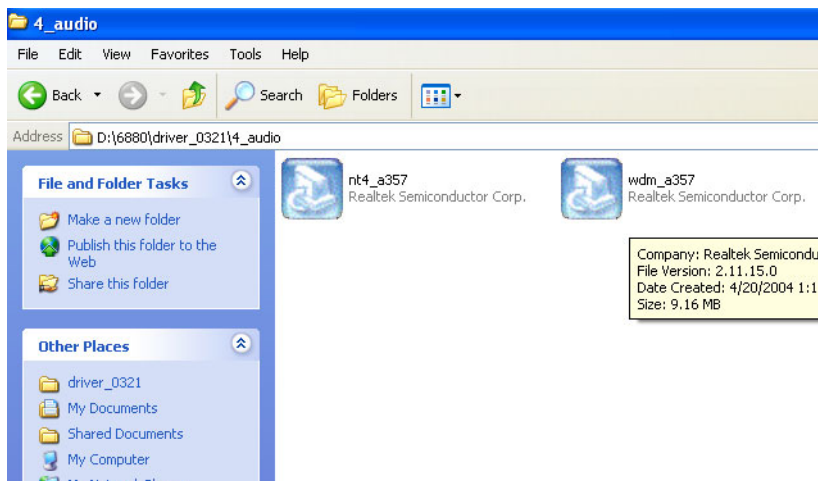 4_audio
File Edit View Favorites Tools Help
Back Search Folders
Address D:\6880\driver_0321\4_audio
File and Folder Tasks
Make a new folder
Publish this folder to the
Web
Share this folder
Other Places
driver_0321
My Documents
Shared Documents
My Computer
nt4_a357
Realtek Semiconductor Corp.
wdm_a357
Realtek Semiconductor Corp.
Company: Realtek Semicondu
File Version: 2.11.15.0
Date Created: 4/20/2004 1:1
Size: 9.16 MB